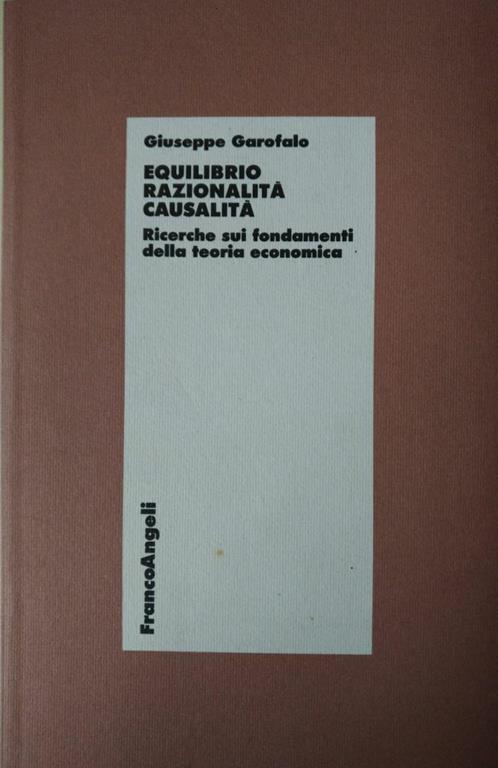 Giuseppe Garofalo
EQUILIBRIO
RAZIONALITÀ
CAUSALITÀ
Ricerche sui fondamenti
della teoria economica
FrancoAngeli